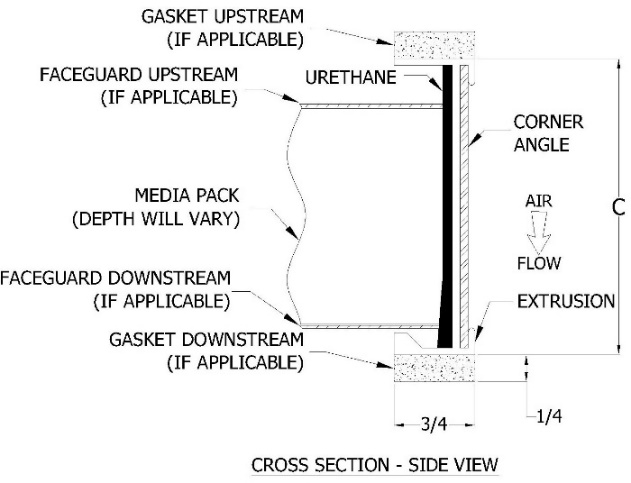 GASKET UPSTREAM
(IF APPLICABLE)
FACEGUARD UPSTREAM
(IF APPLICABLE)
URETHANE
CORNER
ANGLE
MEDIA PACK
(DEPTH WILL VARY)
AIR
FLOW
C
FACEGUARD DOWNSTREAM
(IF APPLICABLE)
EXTRUSION
GASKET DOWNSTREAM
(IF APPLICABLE)
3/4
1/4
CROSS SECTION - SIDE VIEW